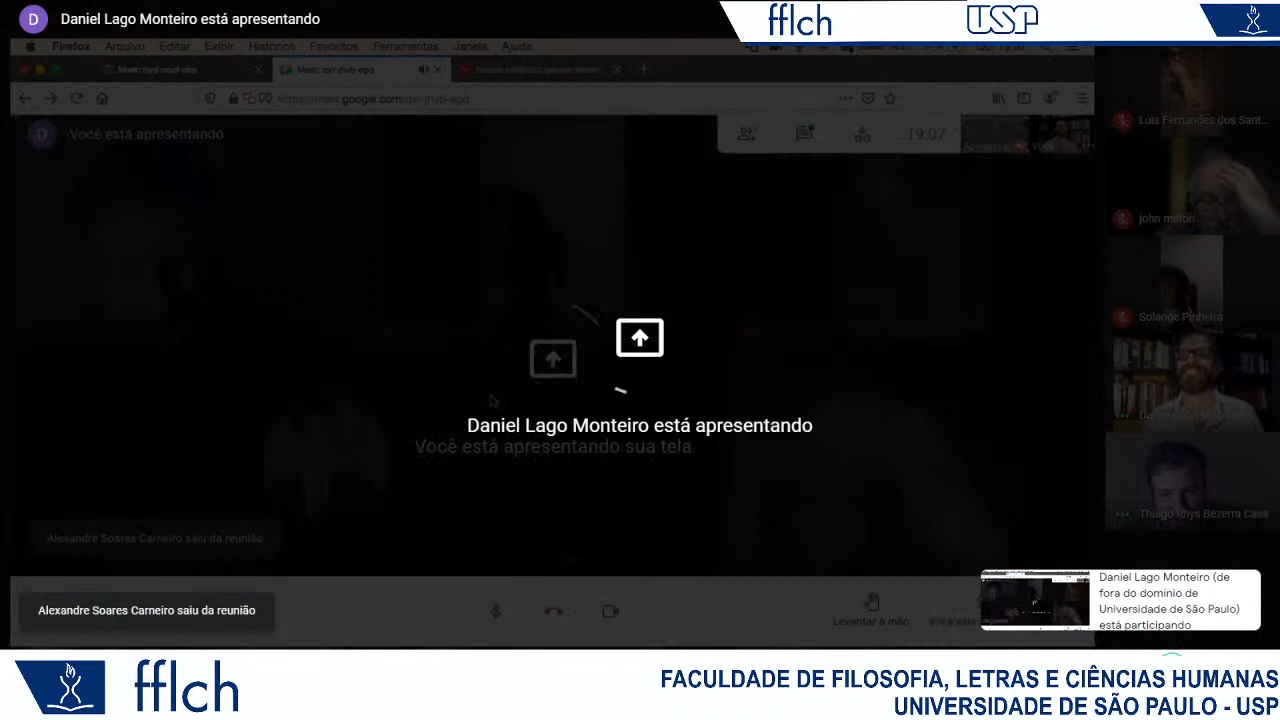 D
Daniel Lago Monteiro está apresentando
fflch
USP
Firefox Arquivo Editar Exibir Histórico Favoritos Ferramentas Janela Ajuda
D
Você está apresentando
19:07
Luis Fernandes dos Sant...
john milton
Solange Pinheiro
Daniel Lago Monteiro está apresentando
Você está apresentando sua tela
Thiago Rhys Bezerra Cass
Alexandre Soares Carneiro saiu da reunião
Alexandre Soares Carneiro saiu da reunião
Levantar a mão
Daniel Lago Monteiro (de
fora do domínio de
Universidade de São Paulo)
está participando
fflch
FACULDADE DE FILOSOFIA, LETRAS E CIÊNCIAS HUMANAS
UNIVERSIDADE DE SÃO PAULO - USP